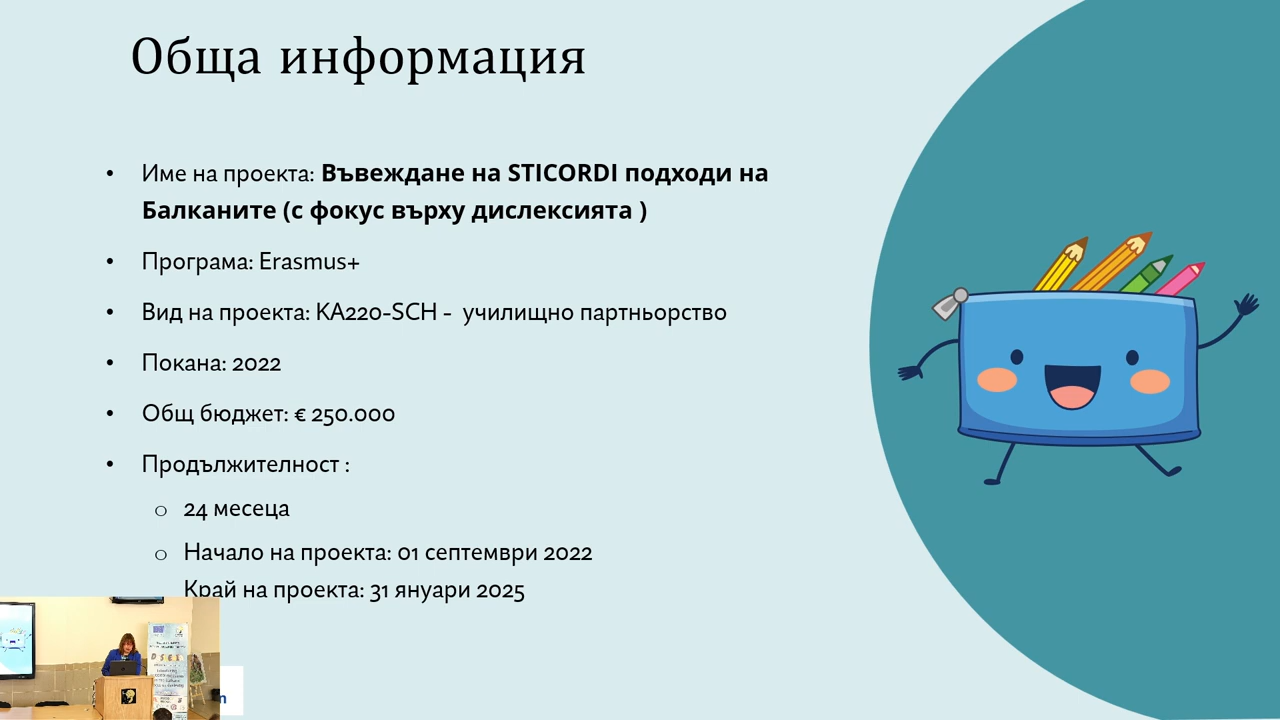 Обща информация
• Име на проекта: Въвеждане на STICORDI подходи на
Балканите (с фокус върху дислексията )
• Програма: Erasmus+
• Вид на проекта: KA220-SCH - училищно партньорство
• Покана: 2022
• Общ бюджет: € 250.000
• Продължителност :
o 24 месеца
o Начало на проекта: 01 септември 2022
Край на проекта: 31 януари 2025